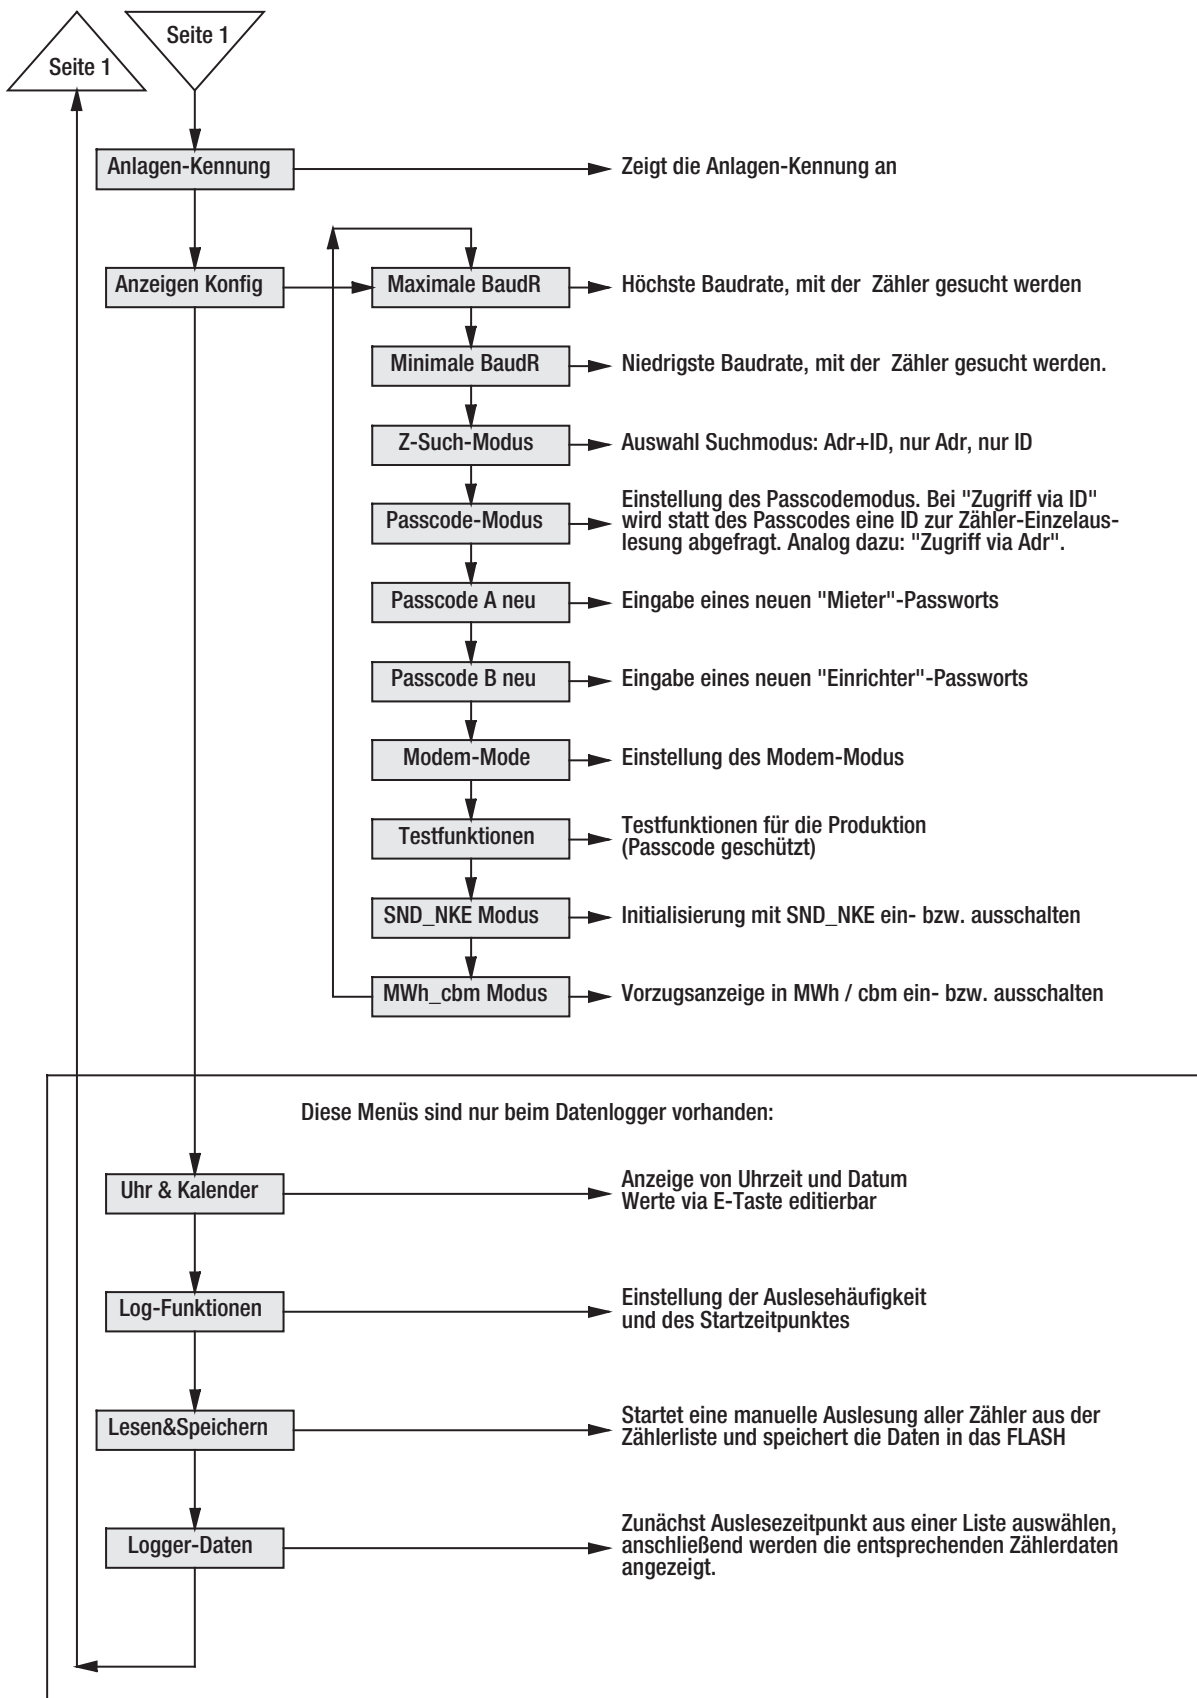 Seite 1
Seite 1
Anlagen-Kennung
Zeigt die Anlagen-Kennung an
Anzeigen Konfig
Maximale BaudR
Höchste Baudrate, mit der Zähler gesucht werden
Minimale BaudR
Niedrigste Baudrate, mit der Zähler gesucht werden.
Z-Such-Modus
Auswahl Suchmodus: Adr+ID, nur Adr, nur ID
Passcode-Modus
Einstellung des Passcodemodus. Bei "Zugriff via ID"
wird statt des Passcodes eine ID zur Zähler-Einzelaus-
lesung abgefragt. Analog dazu: "Zugriff via Adr".
Passcode A neu
Eingabe eines neuen "Mieter"-Passworts
Passcode B neu
Eingabe eines neuen "Einrichter"-Passworts
Modem-Mode
Einstellung des Modem-Modus
Testfunktionen
Testfunktionen für die Produktion
(Passcode geschützt)
SND_NKE Modus
Initialisierung mit SND_NKE ein- bzw. ausschalten
MWh_cbm Modus
Vorzugsanzeige in MWh / cbm ein- bzw. ausschalten
Diese Menüs sind nur beim Datenlogger vorhanden:
Uhr & Kalender
Anzeige von Uhrzeit und Datum
Werte via E-Taste editierbar
Log-Funktionen
Einstellung der Auslesehäufigkeit
und des Startzeitpunktes
Lesen&Speichern
Startet eine manuelle Auslesung aller Zähler aus der
Zählerliste und speichert die Daten in das FLASH
Logger-Daten
Zunächst Auslesezeitpunkt aus einer Liste auswählen,
anschließend werden die entsprechenden Zählerdaten
angezeigt.